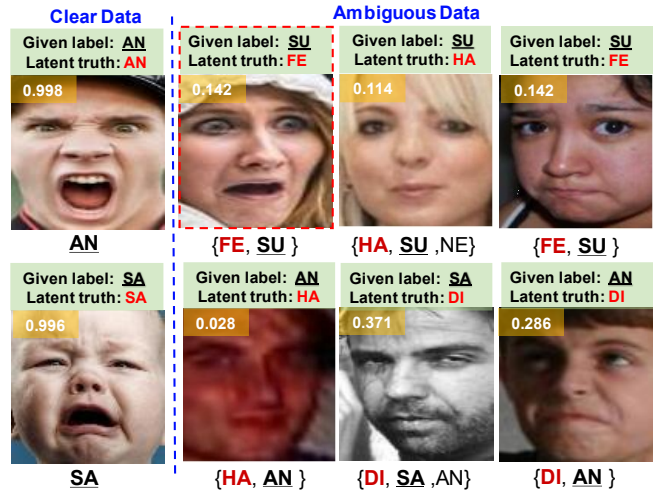 Clear Data
Ambiguous Data
Given label: AN
Latent truth: AN
0.998
AN
Given label: SU
Latent truth: FE
0.142
{FE, SU }
Given label: SU
Latent truth: HA
0.114
{HA, SU ,NE}
Given label: SU
Latent truth: FE
0.142
{FE, SU }
Given label: SA
Latent truth: SA
0.996
SA
Given label: AN
Latent truth: HA
0.028
{HA, AN }
Given label: SA
Latent truth: DI
0.371
{DI, SA ,AN}
Given label: AN
Latent truth: DI
0.286
{DI, AN }